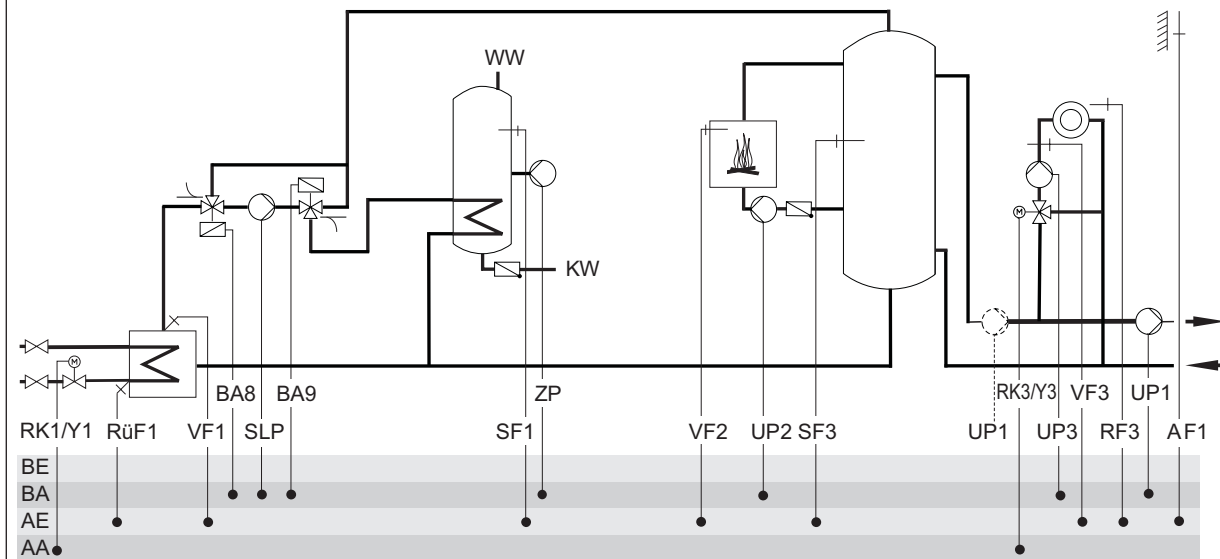 WW
M
KW
M
BA8 BA9 ZP RK3/Y3 VF3 UP1
RK1/Y1 RüF1 VF1 SLP SF1 VF2 UP2 SF3 UP1 UP3 RF3 AF1
BE
BA
AE
AA